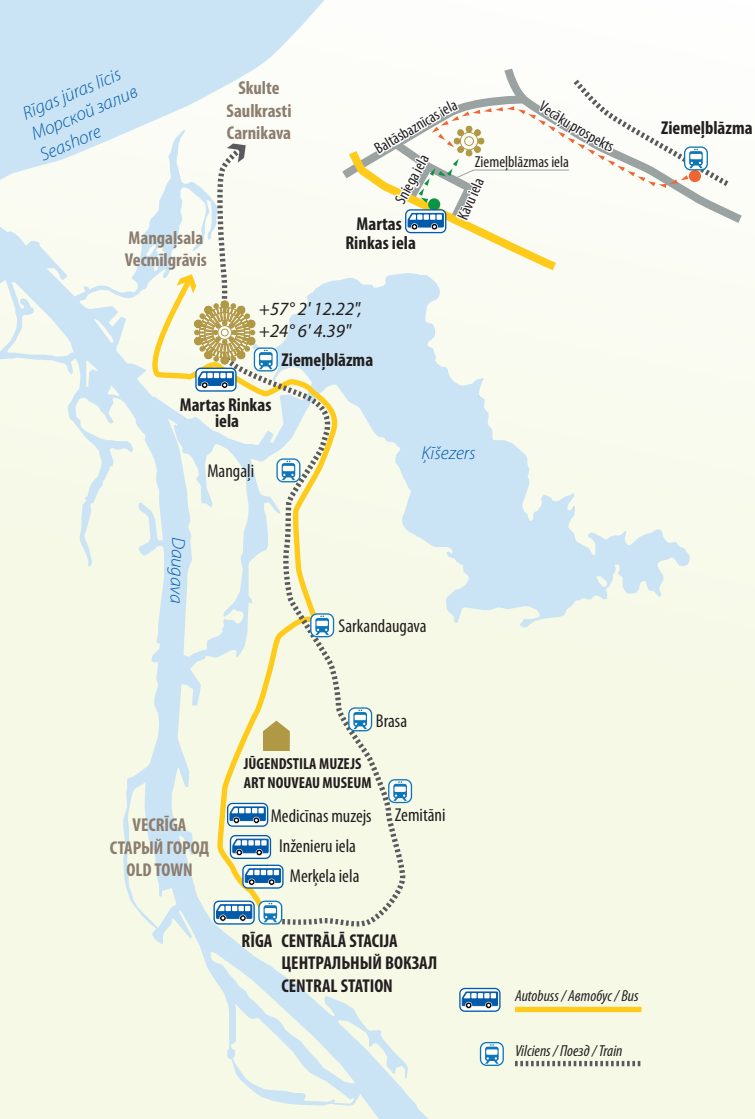 Rīgas jūras līcis
Морской залив
Seashore
Skulte
Saulkrasti
Carnikava
Baltāsbaznīcas iela
Vecāķu prospekts
Ziemeļblāzma
Ziemeļblāzmas iela
Sniega iela
Kāvu iela
Martas
Rinkas iela
Mangaļsala
Vecmīlgrāvis
+57° 2' 12.22",
+24° 6' 4.39"
Ziemeļblāzma
Martas Rinkas
iela
Mangaļi
Ķīšezers
Daugava
Sarkandaugava
Brasa
JŪGENDSTILA MUZEJS
ART NOUVEAU MUSEUM
Zemitāni
Medicīnas muzejs
VECRĪGA
СТАРЫЙ ГОРОД
OLD TOWN
Inženieru iela
Merķela iela
RĪGA CENTRĀLĀ STACIJA
ЦЕНТРАЛЬНЫЙ ВОКЗАЛ
CENTRAL STATION
Autobuss / Автобус / Bus
Vilciens / Поезд / Train